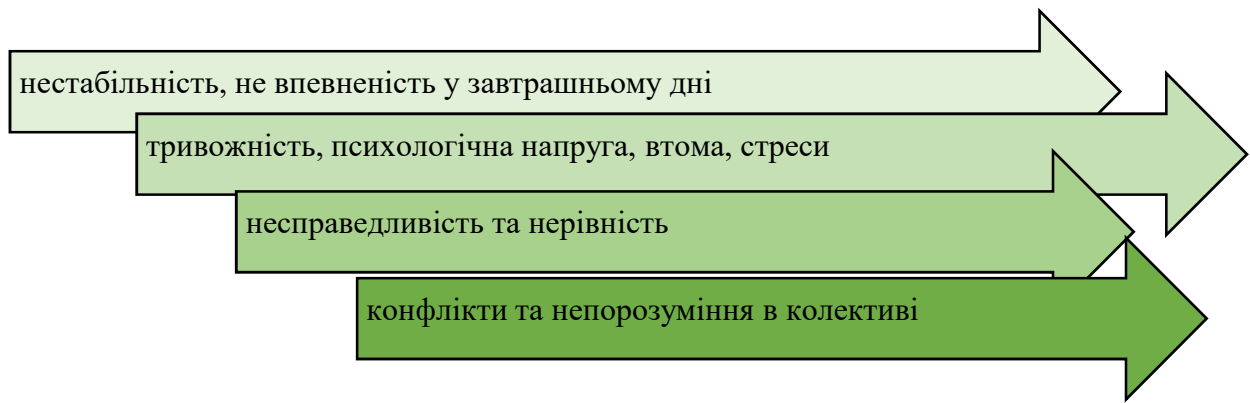 нестабільність, не впевненість у завтрашньому дні
тривожність, психологічна напруга, втома, стреси
несправедливість та нерівність
конфлікти та непорозуміння в колективі